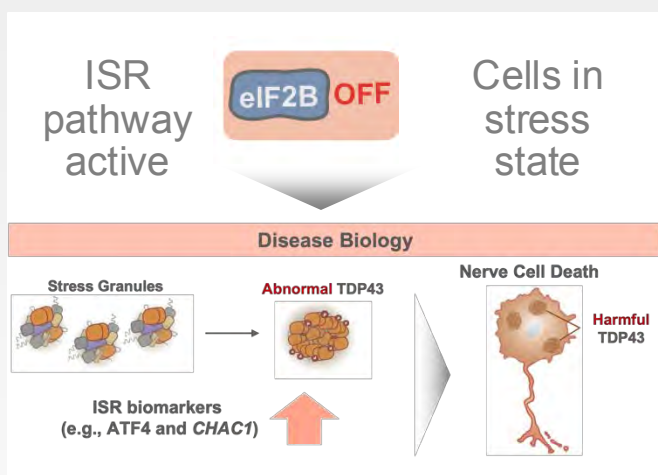 ISR
pathway
active
eIF2B OFF
Cells in
stress
state
Disease Biology
Stress Granules
Abnormal TDP43
Nerve Cell Death
Harmful
TDP43
ISR biomarkers
(e.g., ATF4 and CHAC1)